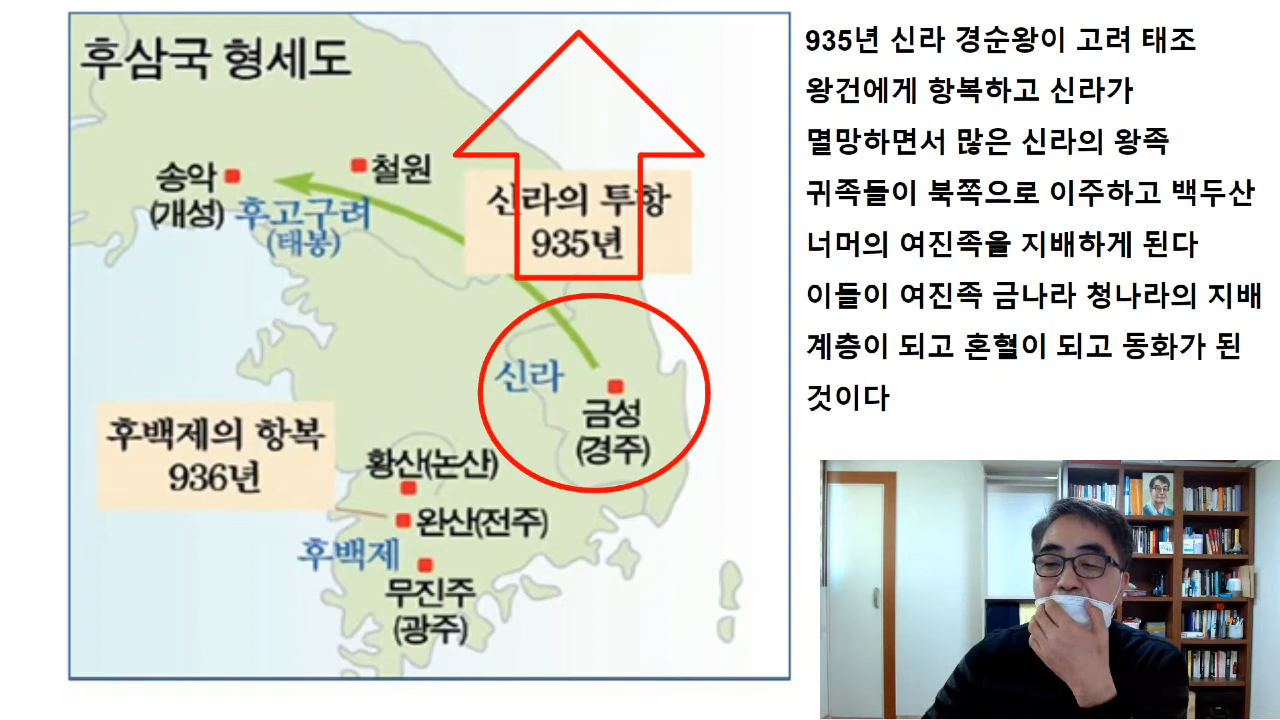 후삼국 형세도
송악
(개성)
철원
후고구려
(태봉)
신라의 투항
935년
신라
금성
(경주)
후백제의 항복
936년
황산(논산)
완산(전주)
후백제
무진주
(광주)
935년 신라 경순왕이 고려 태조
왕건에게 항복하고 신라가
멸망하면서 많은 신라의 왕족
귀족들이 북쪽으로 이주하고 백두산
너머의 여진족을 지배하게 된다
이들이 여진족 금나라 청나라의 지배
계층이 되고 혼혈이 되고 동화가 된
것이다